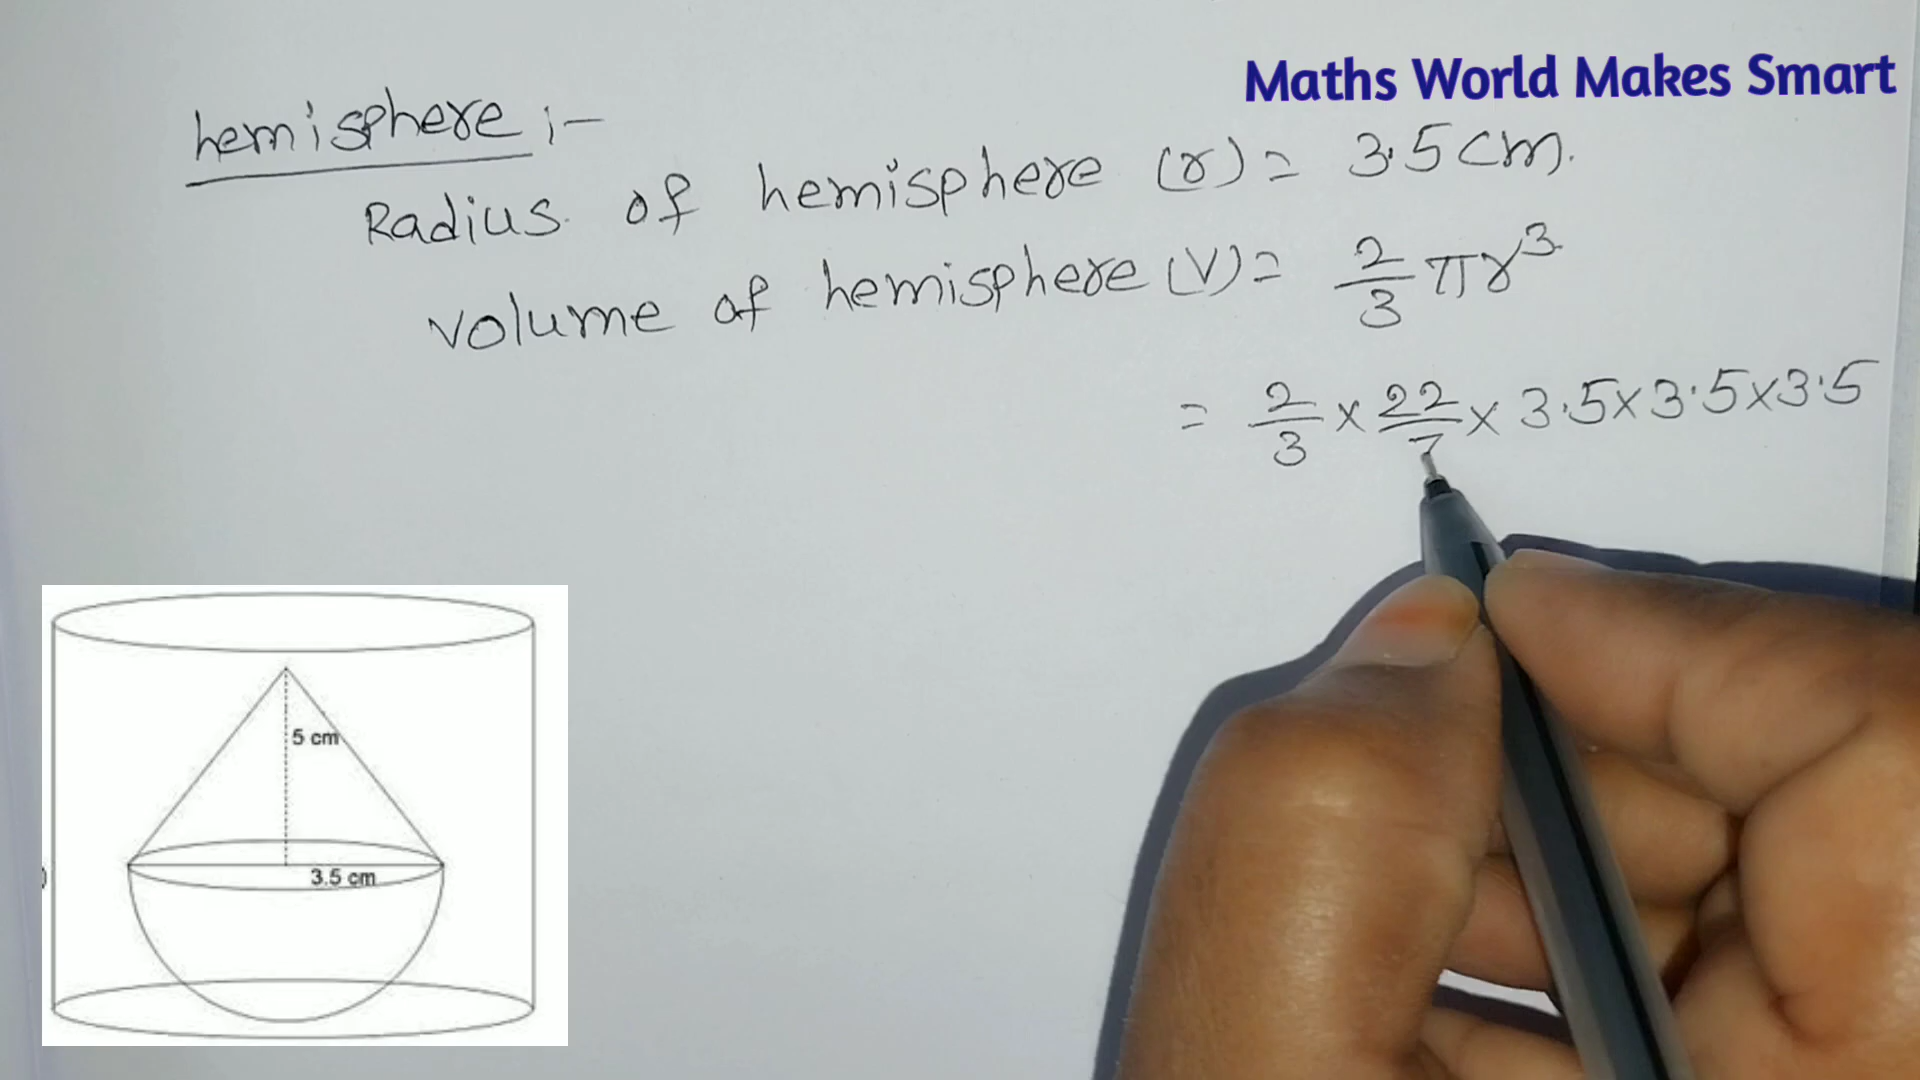 Maths World Makes Smart
hemisphere :-
Radius of hemisphere (r) = 3.5 cm.
volume of hemisphere (V) = 2/3 πr³
= 2/3 × 22/7 × 3.5×3.5×3.5
5 cm
3.5 cm